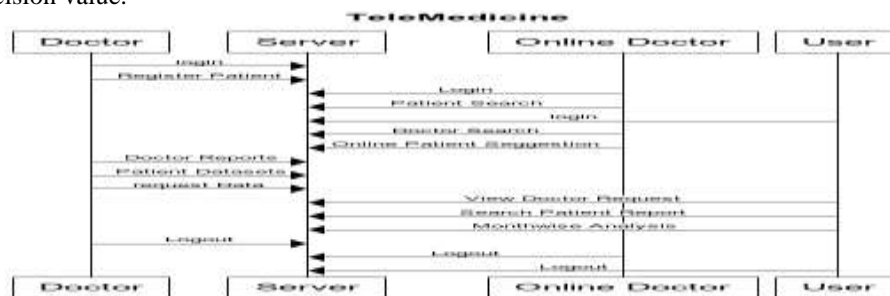 cision value.
TeleMedicine
Doctor Server Online Doctor User
login
Register Patient
Login
Patient Search
login
Doctor Search
Online Patient Seggestion
Doctor Reports
Patient Datasets
request Data
View Doctor Request
Search Patient Report
Monthwise Analysis
Logout
Logout
Logout
Doctor Server Online Doctor User